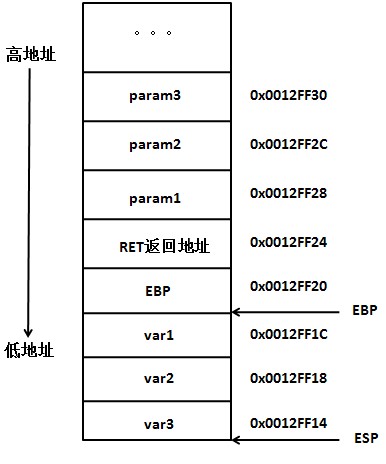 。。。
高地址
param3 0x0012FF30
param2 0x0012FF2C
param1 0x0012FF28
RET返回地址 0x0012FF24
EBP 0x0012FF20
EBP
低地址
var1 0x0012FF1C
var2 0x0012FF18
var3 0x0012FF14
ESP